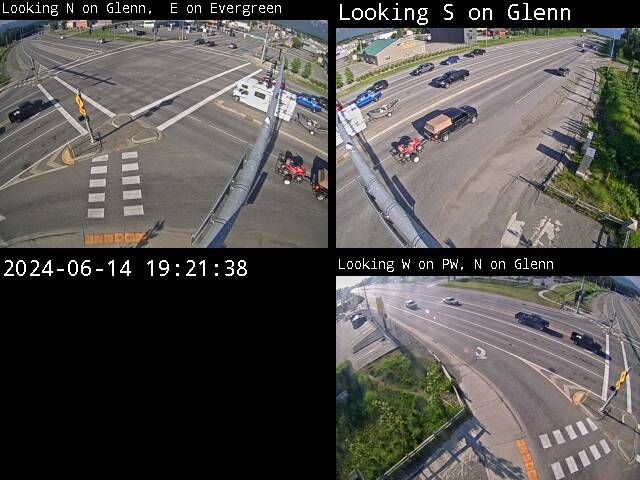 Looking N on Glenn, E on Evergreen
Looking S on Glenn
2024-06-14 19:21:38
Looking W on PW, N on Glenn